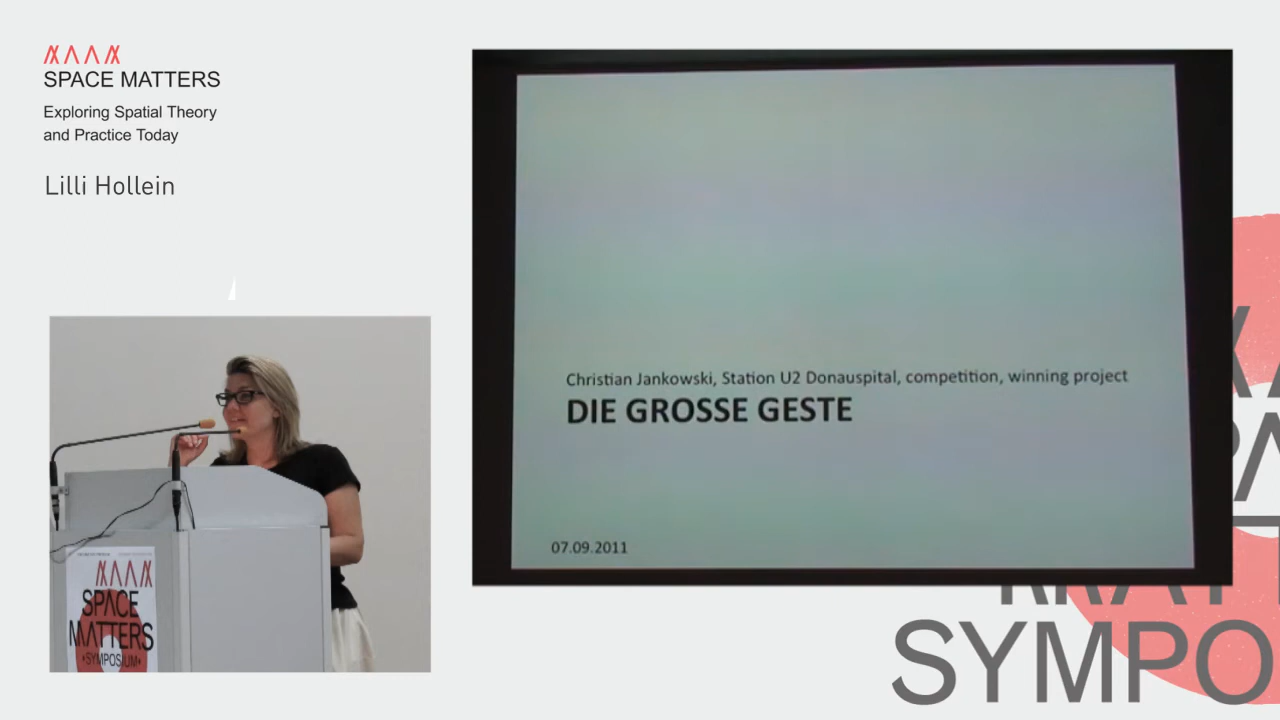 SPACE MATTERS
Exploring Spatial Theory
and Practice Today
Lilli Hollein
Christian Jankowski, Station U2 Donauspital, competition, winning project
DIE GROSSE GESTE
07.09.2011
SPACE
MATTERS
SYMPOSIUM
SYMPO